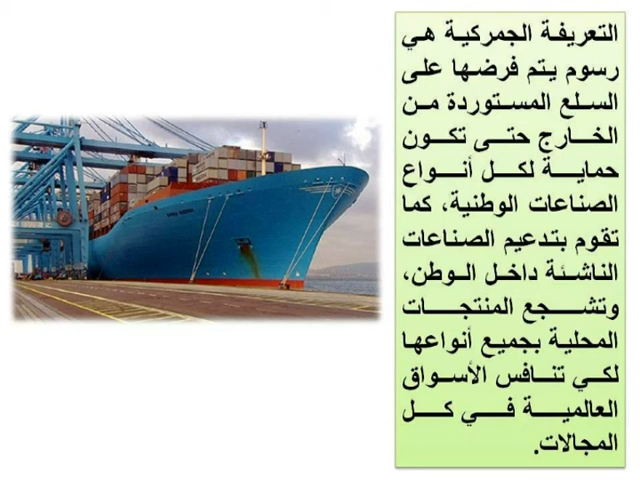 التعريفة الجمركية هي
رسوم يتم فرضها على
السلع المستوردة من
الخارج حتى تكون
حماية لكل أنواع
الصناعات الوطنية، كما
تقوم بتدعيم الصناعات
الناشئة داخل الوطن،
وتشجع المنتجات
المحلية بجميع أنواعها
لكي تنافس الأسواق
العالمية في كل
المجالات.